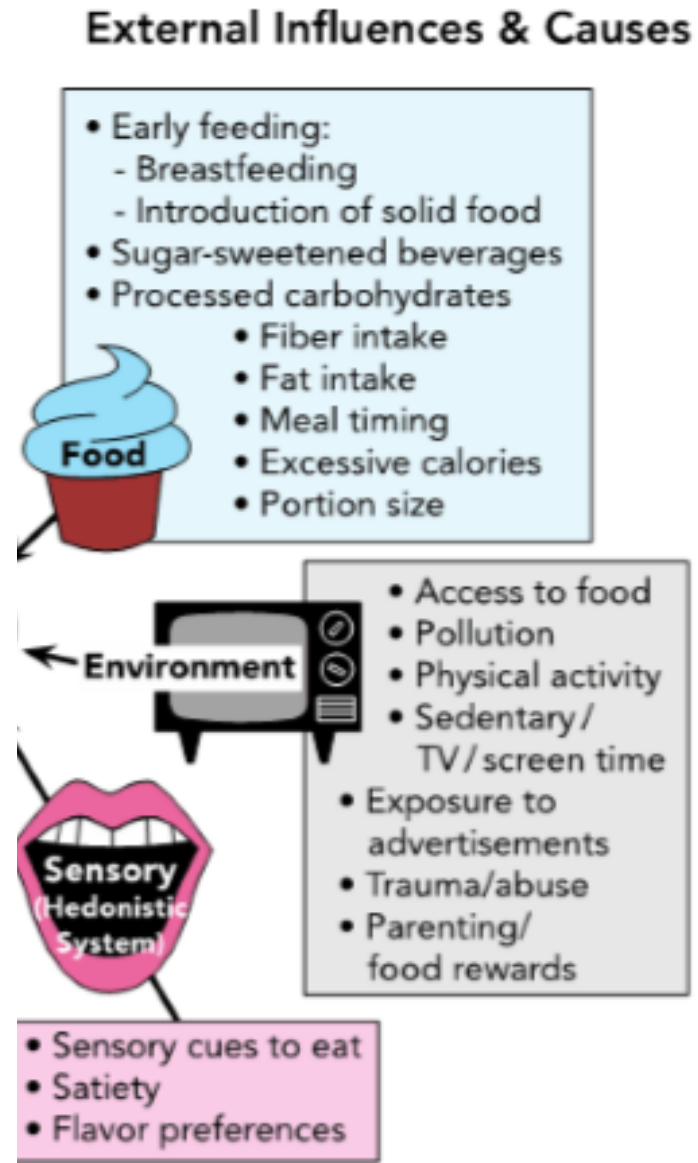 External Influences & Causes
• Early feeding:
- Breastfeeding
- Introduction of solid food
• Sugar-sweetened beverages
• Processed carbohydrates
• Fiber intake
• Fat intake
• Meal timing
• Excessive calories
• Portion size
Food
• Access to food
• Pollution
• Physical activity
• Sedentary/
TV/screen time
• Exposure to
advertisements
• Trauma/abuse
• Parenting/
food rewards
Environment
Sensory
(Hedonistic
System)
• Sensory cues to eat
• Satiety
• Flavor preferences